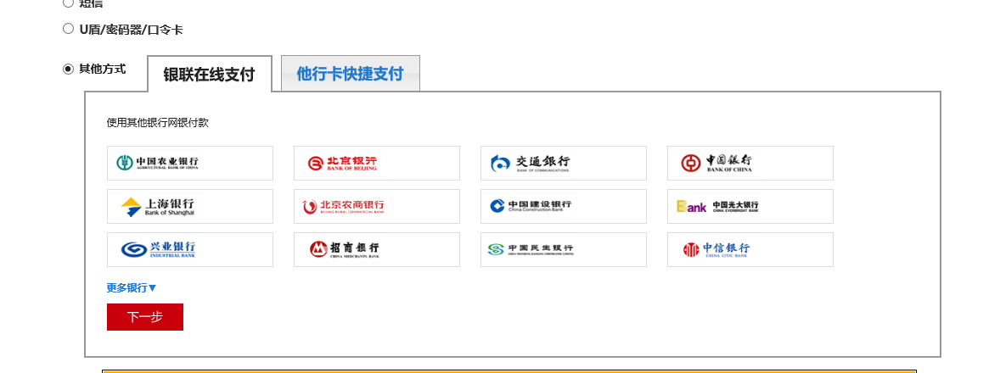 短信
U盾/密码器/口令卡
其他方式
银联在线支付 他行卡快捷支付
使用其他银行网银付款
中国农业银行
AGRICULTURAL BANK OF CHINA
北京银行
BANK OF BEIJING
交通银行
BANK OF COMMUNICATIONS
中国银行
BANK OF CHINA
上海银行
Bank of Shanghai
北京农商银行
BEIJING RURAL COMMERCIAL BANK
中国建设银行
China Construction Bank
Bank 中国光大银行
CHINA EVERBRIGHT BANK
兴业银行
INDUSTRIAL BANK
招商银行
CHINA MERCHANTS BANK
中国民生银行
CHINA MINSHENG BANKING CORPORATION LIMITED
中信银行
CHINA CITIC BANK
更多银行▼
下一步